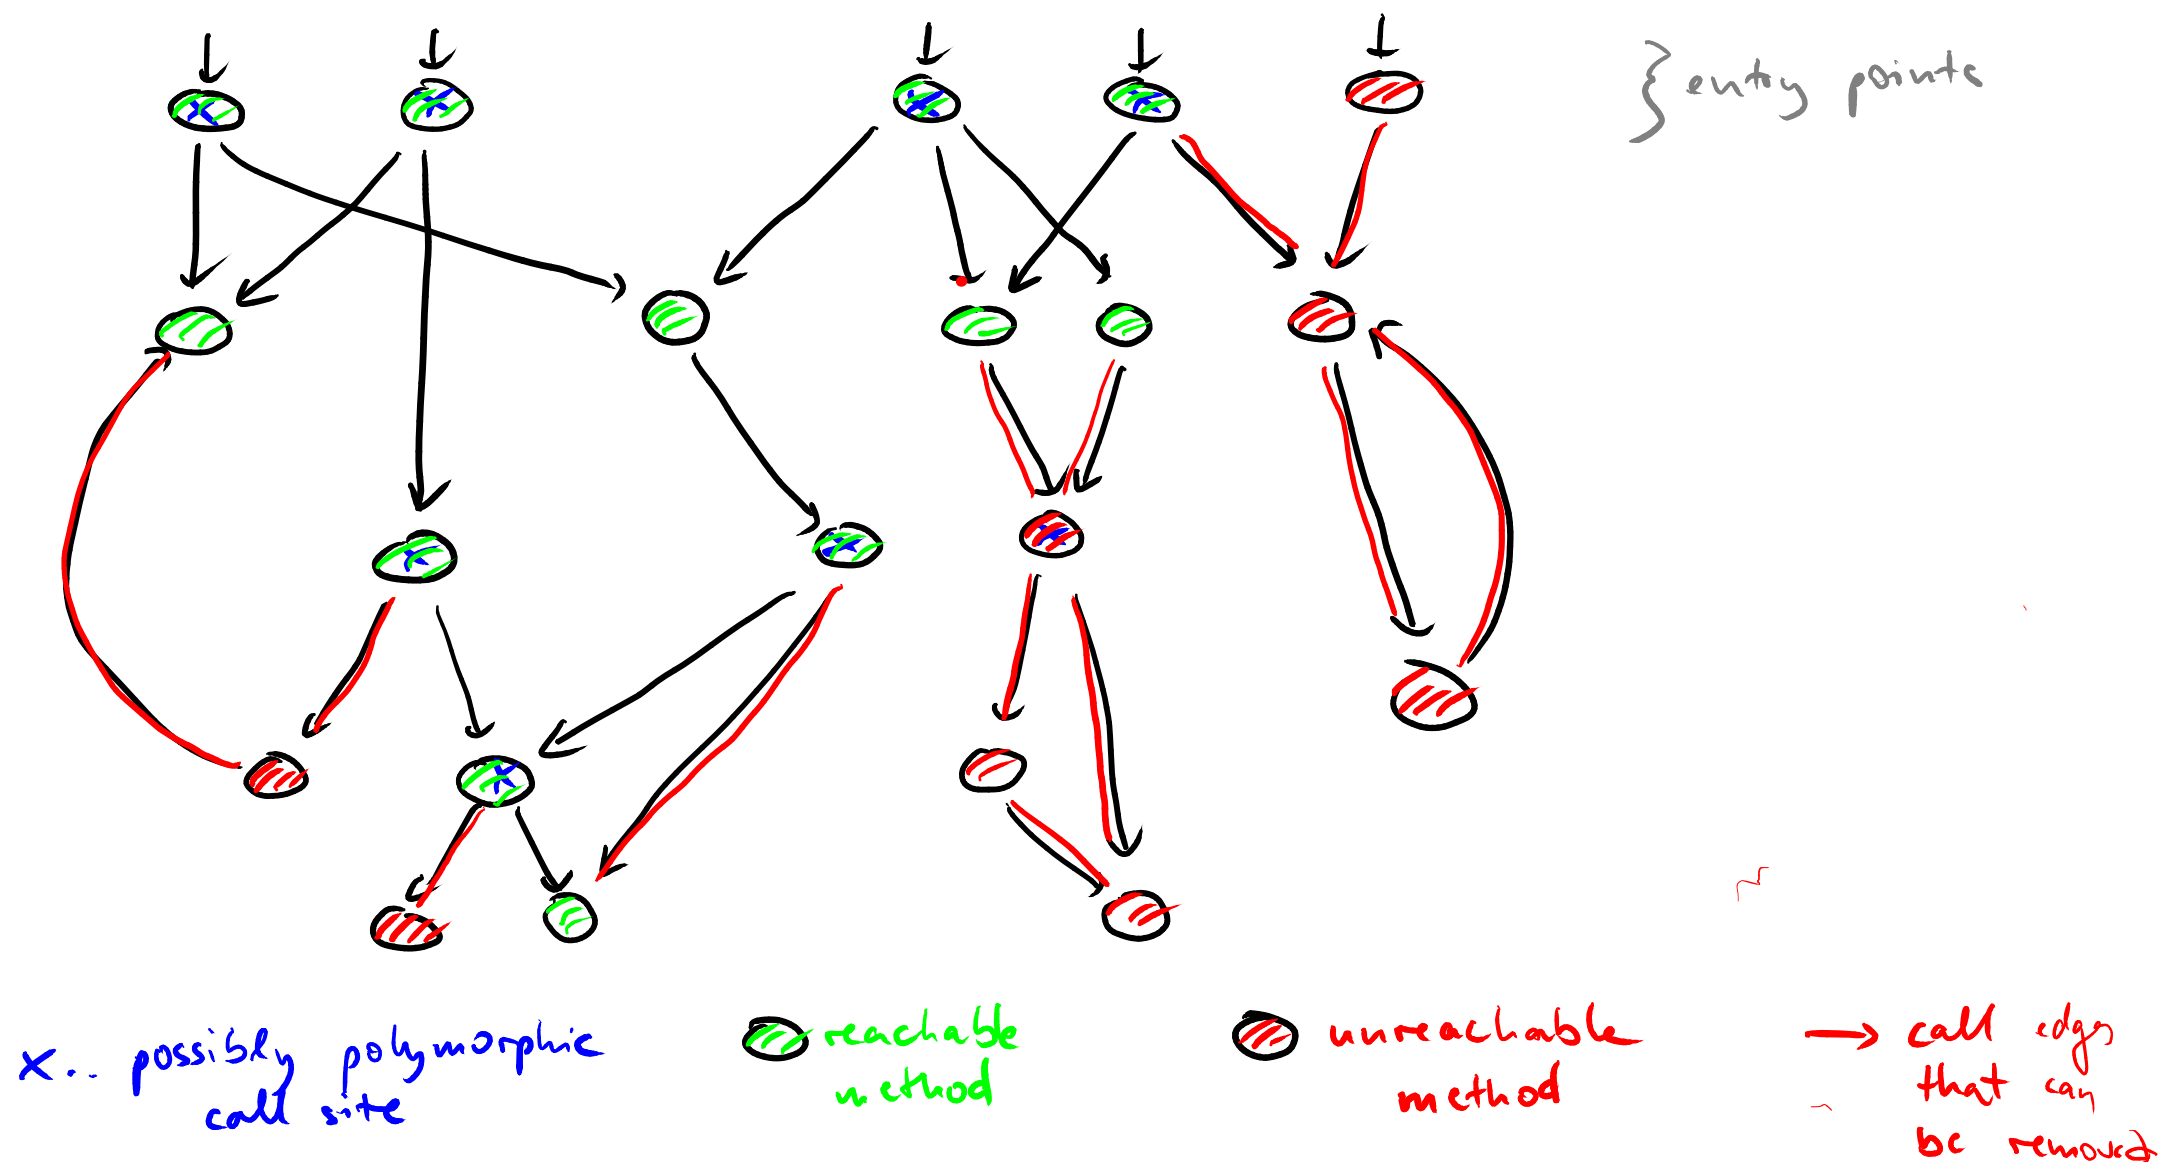 } entry points
x.. possibly polymorphic
call site
reachable
method
unreachable
method
→ call edges
that can
be removed